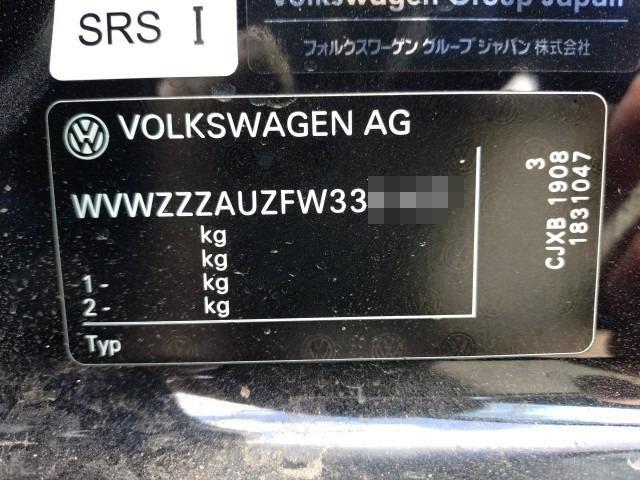 SRS I
Volkswagen Group Japan
フォルクスワーゲン グループ ジャパン 株式会社
VOLKSWAGEN AG
WVWZZZAUZFW33
kg
kg
1- kg
2- kg
Typ
3
CJXB 1908
1831047